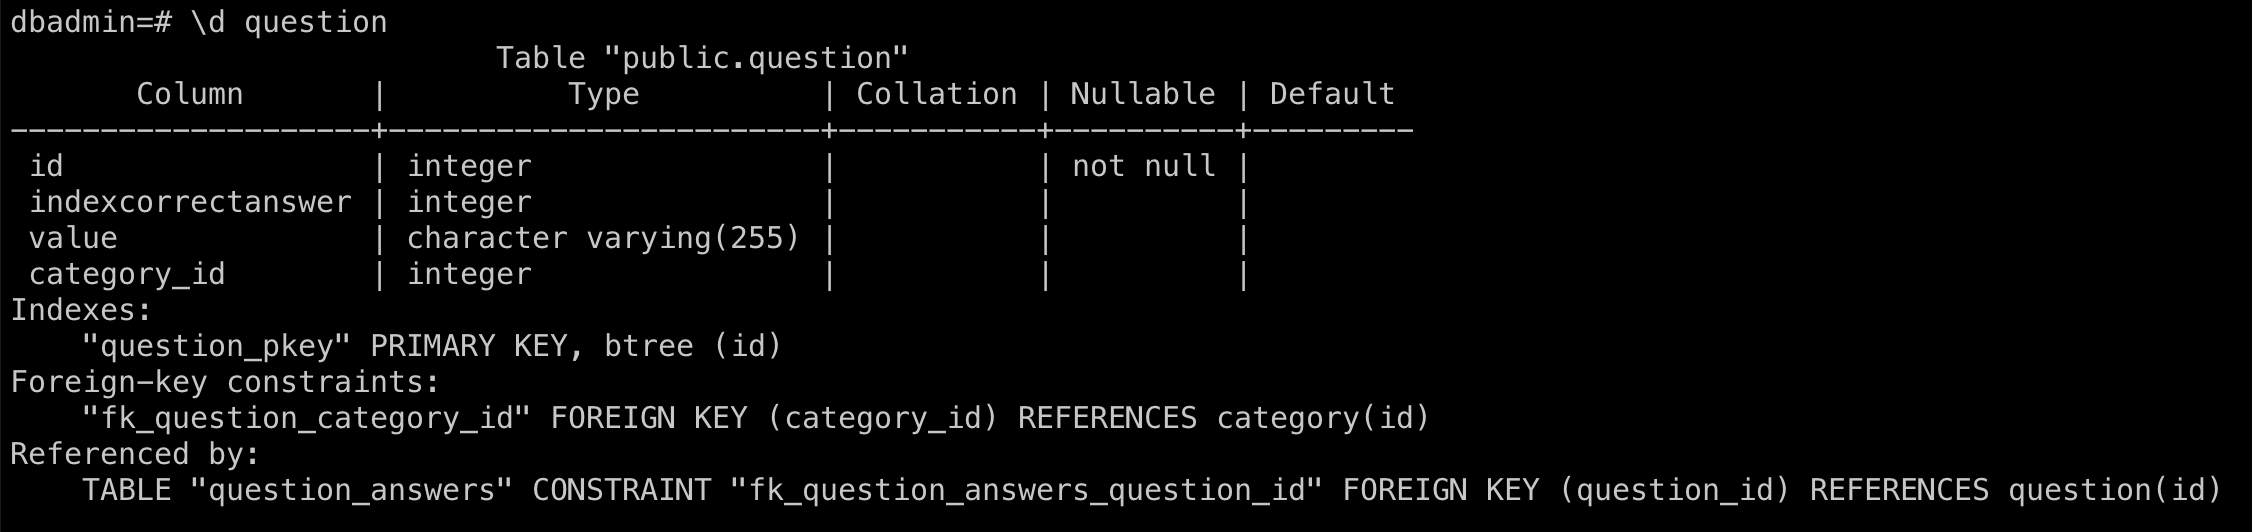 dbadmin=# \d question
                           Table "public.question"
       Column       |          Type          | Collation | Nullable | Default
--------------------+------------------------+-----------+----------+---------
 id                 | integer                |           | not null |
 indexcorrectanswer | integer                |           |          |
 value              | character varying(255) |           |          |
 category_id        | integer                |           |          |
Indexes:
    "question_pkey" PRIMARY KEY, btree (id)
Foreign-key constraints:
    "fk_question_category_id" FOREIGN KEY (category_id) REFERENCES category(id)
Referenced by:
    TABLE "question_answers" CONSTRAINT "fk_question_answers_question_id" FOREIGN KEY (question_id) REFERENCES question(id)